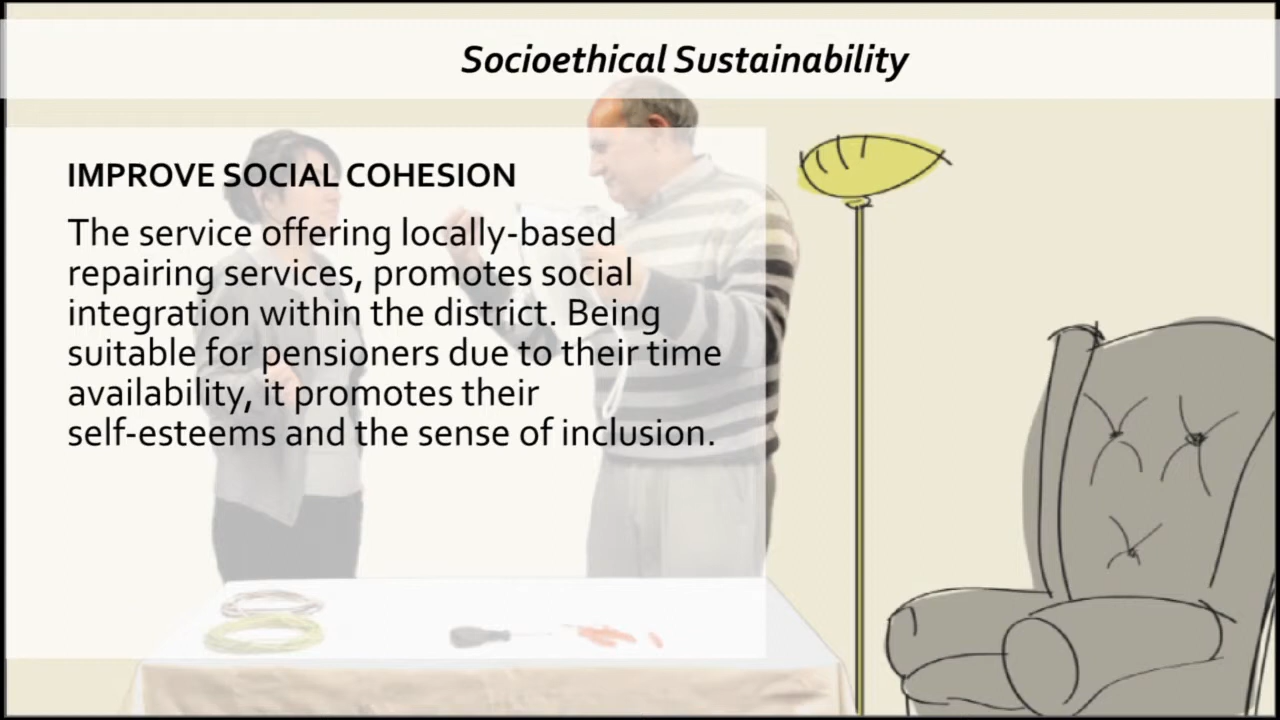 Socioethical Sustainability
IMPROVE SOCIAL COHESION
The service offering locally-based
repairing services, promotes social
integration within the district. Being
suitable for pensioners due to their time
availability, it promotes their
self-esteems and the sense of inclusion.